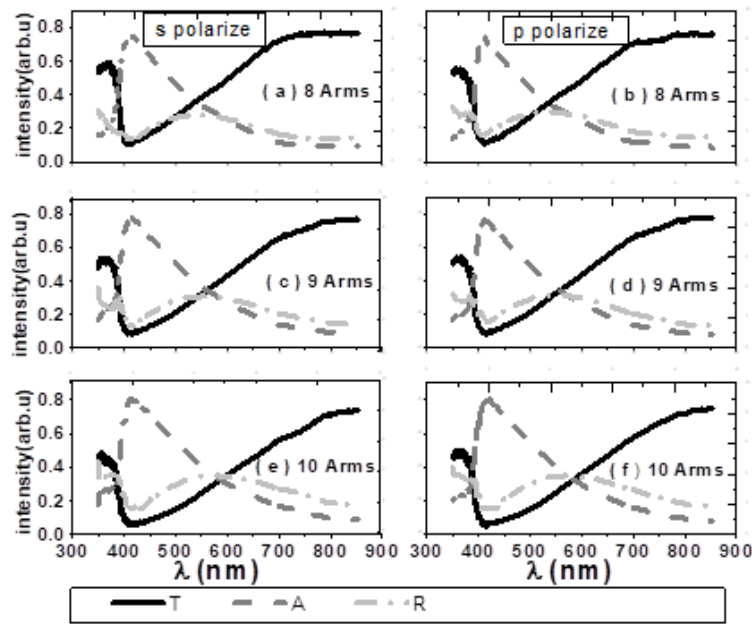 s polarize
p polarize
intensity(arb.u)
0.8
0.6
0.4
0.2
0.0
( a ) 8 Arms
( b ) 8 Arms
intensity(arb.u)
0.8
0.6
0.4
0.2
0.0
( c ) 9 Arms
( d ) 9 Arms
intensity(arb.u)
0.8
0.6
0.4
0.2
0.0
( e ) 10 Arms
( f ) 10 Arms
300 400 500 600 700 800 900
300 400 500 600 700 800 900
λ (nm)
λ (nm)
T A R